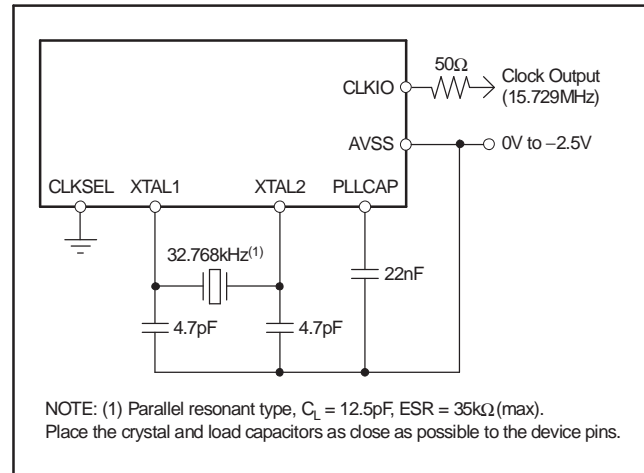 50Ω
CLKIO
Clock Output
(15.729MHz)
AVSS
0V to −2.5V
CLKSEL XTAL1 XTAL2 PLLCAP
32.768kHz(1)
22nF
4.7pF 4.7pF
NOTE: (1) Parallel resonant type, CL = 12.5pF, ESR = 35kΩ(max).
Place the crystal and load capacitors as close as possible to the device pins.